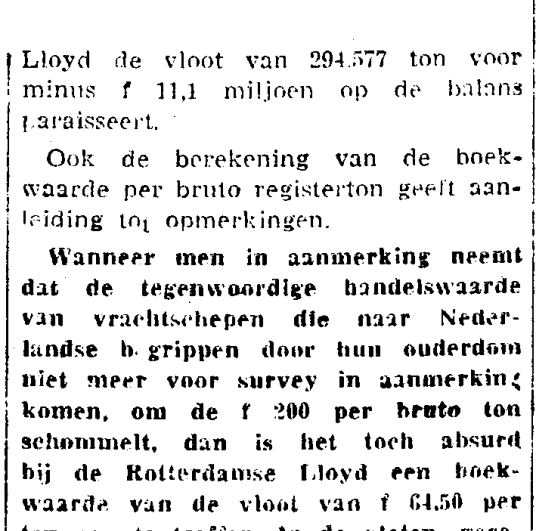 Lloyd de vloot van 294.577 ton voor
minus f 11,1 miljoen op de balans
paraisseert.
Ook de berekening van de boek-
waarde per bruto registerton geeft aan-
leiding tot opmerkingen.
Wanneer men in aanmerking neemt
dat de tegenwoordige handelswaarde
van vrachtschepen die naar Neder-
landse b.grippen door hun ouderdom
niet meer voor survey in aanmerking
komen, om de f 200 per bruto ton
schommelt, dan is het toch absurd
bij de Rotterdamse Lloyd een boek-
waarde van de vloot van f 64,50 per